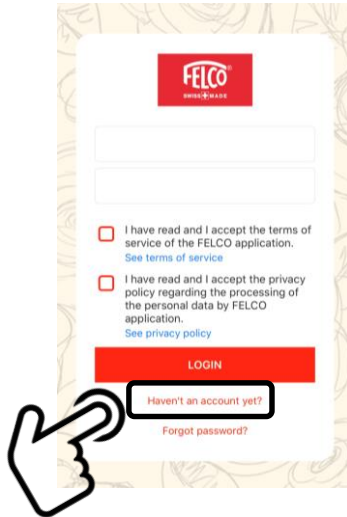 FELCO
SWISS MADE
I have read and I accept the terms of
service of the FELCO application.
See terms of service
I have read and I accept the privacy
policy regarding the processing of
the personal data by FELCO
application.
See privacy policy
LOGIN
Haven't an account yet?
Forgot password?